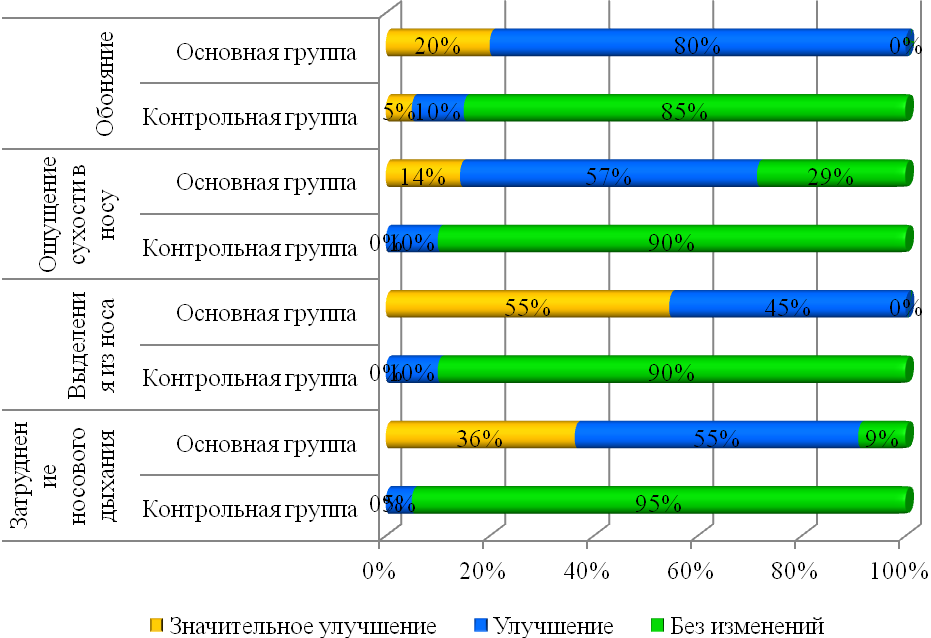 Обоняние
Основная группа
20% 80% 0%
Контрольная группа
5% 10% 85%
Ощущение
сухости в
носу
Основная группа
14% 57% 29%
Контрольная группа
0% 10% 90%
Выделени
я из носа
Основная группа
55% 45% 0%
Контрольная группа
0% 10% 90%
Затруднен
ие
носового
дыхания
Основная группа
36% 55% 9%
Контрольная группа
0% 5% 95%
0% 20% 40% 60% 80% 100%
Значительное улучшение Улучшение Без изменений